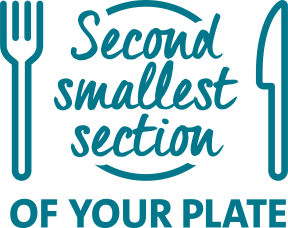 Second
smallest
section
OF YOUR PLATE